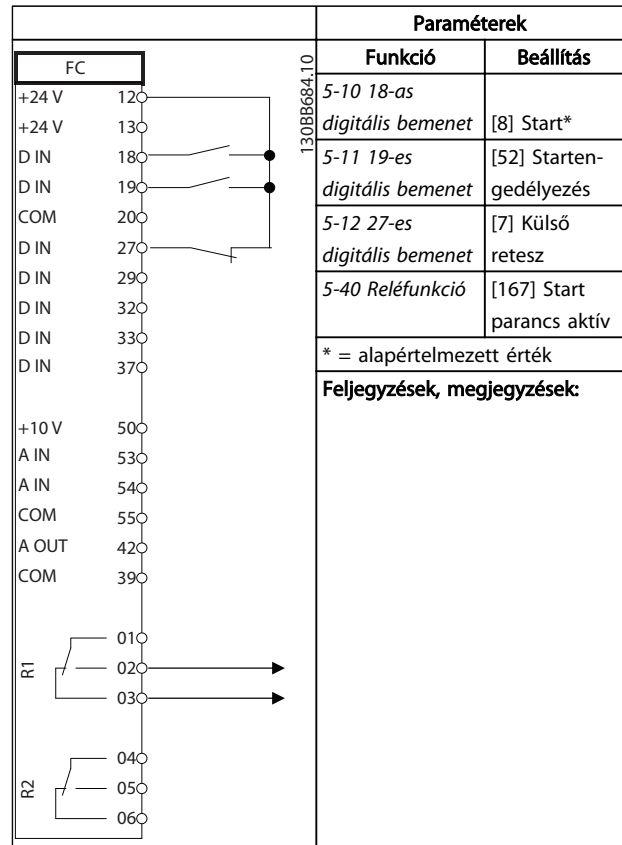 Paraméterek
FC
130BB684.10
Funkció Beállítás
+24 V 12
+24 V 13
D IN 18
D IN 19
COM 20
D IN 27
D IN 29
D IN 32
D IN 33
D IN 37
+10 V 50
A IN 53
A IN 54
COM 55
A OUT 42
COM 39
R1
01
02
03
R2
04
05
06
5-10 18-as
digitális bemenet [8] Start*
5-11 19-es [52] Starten-
digitális bemenet gedélyezés
5-12 27-es [7] Külső
digitális bemenet retesz
5-40 Reléfunkció [167] Start
parancs aktív
* = alapértelmezett érték
Feljegyzések, megjegyzések: